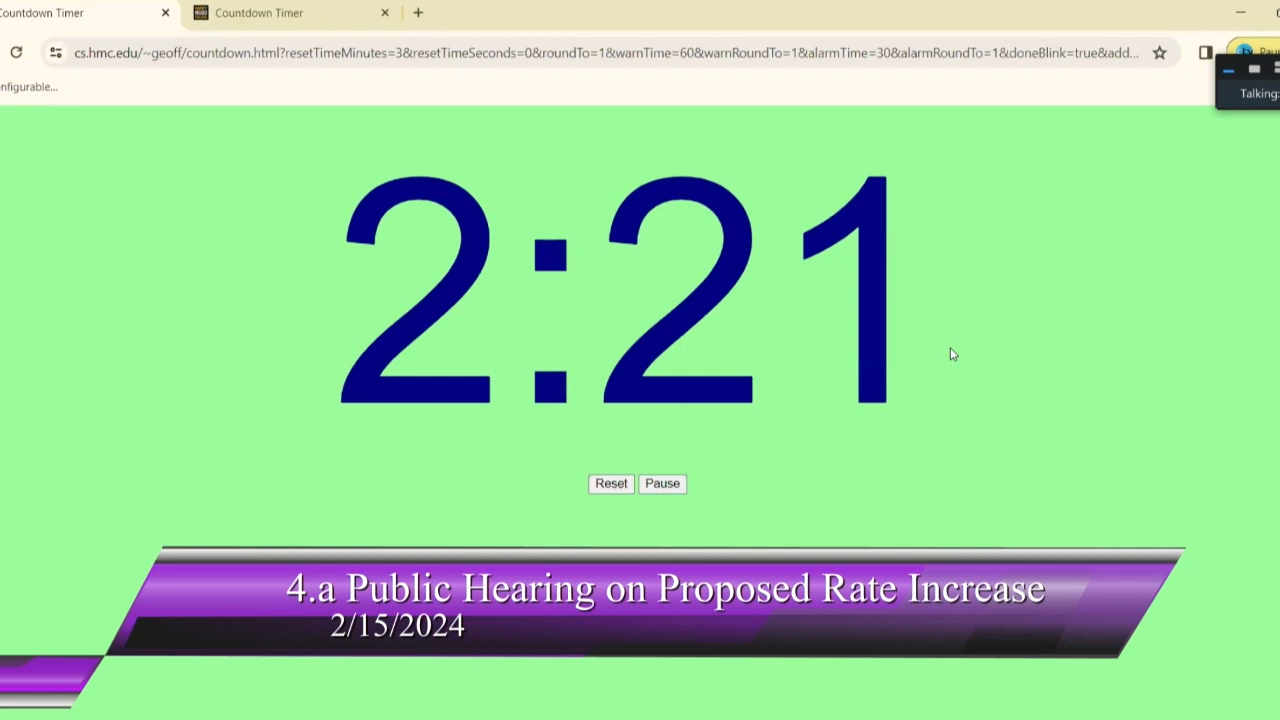 Countdown Timer
Countdown Timer
cs.hmc.edu/~geoff/countdown.html?resetTimeMinutes=3&resetTimeSeconds=0&roundTo=1&warnTime=60&warnRoundTo=1&alarmTime=30&alarmRoundTo=1&doneBlink=true&add...
Pau
nfigurable...
Talking:
2:21
Reset Pause
4.a Public Hearing on Proposed Rate Increase
2/15/2024